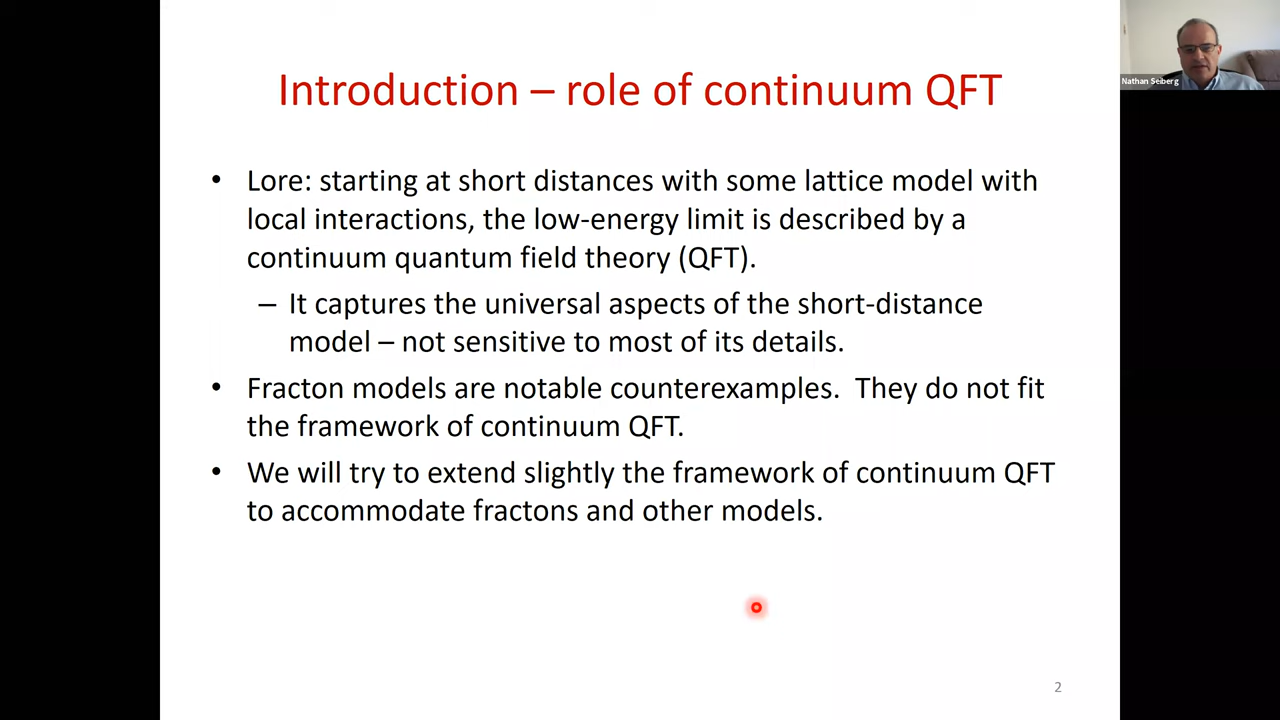 Introduction – role of continuum QFT
Nathan Seiberg
• Lore: starting at short distances with some lattice model with
local interactions, the low-energy limit is described by a
continuum quantum field theory (QFT).
– It captures the universal aspects of the short-distance
model – not sensitive to most of its details.
• Fracton models are notable counterexamples.  They do not fit
the framework of continuum QFT.
• We will try to extend slightly the framework of continuum QFT
to accommodate fractons and other models.
2